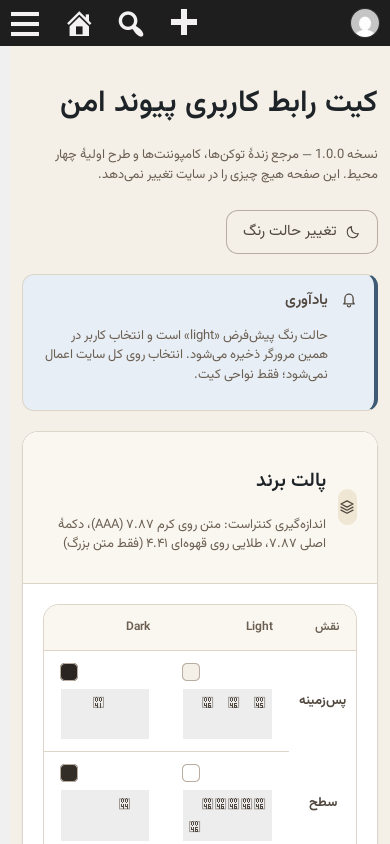 کیت رابط کاربری پیوند امن
نسخه 1.0.0 — مرجع زندهٔ توکن‌ها، کامپوننت‌ها و طرح اولیهٔ چهار
محیط. این صفحه هیچ چیزی را در سایت تغییر نمی‌دهد.
تغییر حالت رنگ
یادآوری
حالت رنگ پیش‌فرض «light» است و انتخاب کاربر در
همین مرورگر ذخیره می‌شود. انتخاب روی کل سایت اعمال
نمی‌شود؛ فقط نواحی کیت.
پالت برند
اندازه‌گیری کنتراست: متن روی کرم ۷.۸۷ (AAA)، دکمهٔ
اصلی ۷.۸۷، طلایی روی قهوه‌ای ۴.۴۱ (فقط متن بزرگ)
نقش Light Dark
پس‌زمینه
سطح